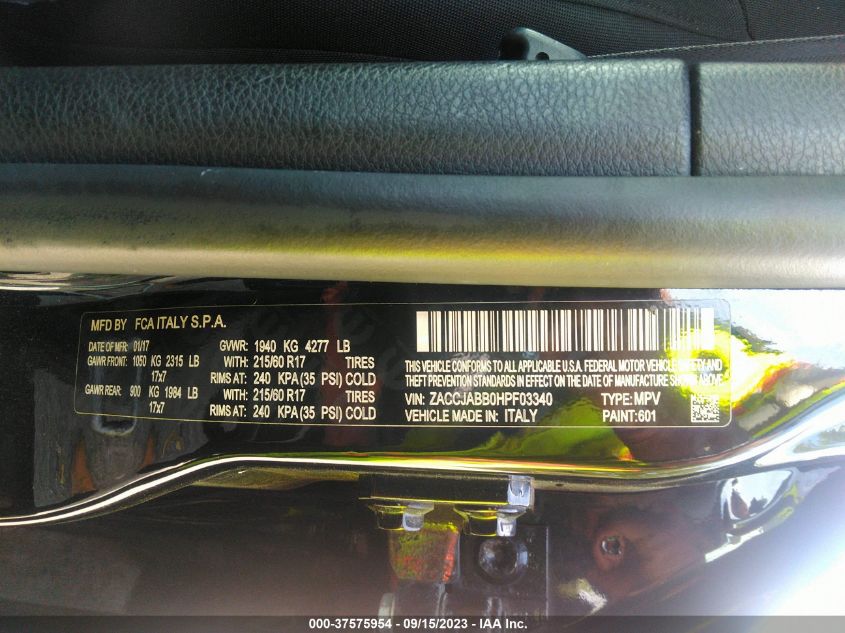 MFD BY FCA ITALY S.P.A.
DATE OF MFR: 01/17 GVWR: 1940 KG 4277 LB
GAWR FRONT: 1050 KG 2315 LB WITH: 215/60 R17 TIRES
17x7 RIMS AT: 240 KPA (35 PSI) COLD
GAWR REAR: 900 KG 1984 LB WITH: 215/60 R17 TIRES
17x7 RIMS AT: 240 KPA (35 PSI) COLD
THIS VEHICLE CONFORMS TO ALL APPLICABLE U.S.A. FEDERAL MOTOR VEHICLE SAFETY AND
THEFT PREVENTION STANDARDS IN EFFECT ON THE DATE OF MANUFACTURE SHOWN ABOVE
VIN: ZACCJABB0HPF03340 TYPE: MPV
VEHICLE MADE IN: ITALY PAINT: 601
000-37575954 - 09/15/2023 - IAA Inc.